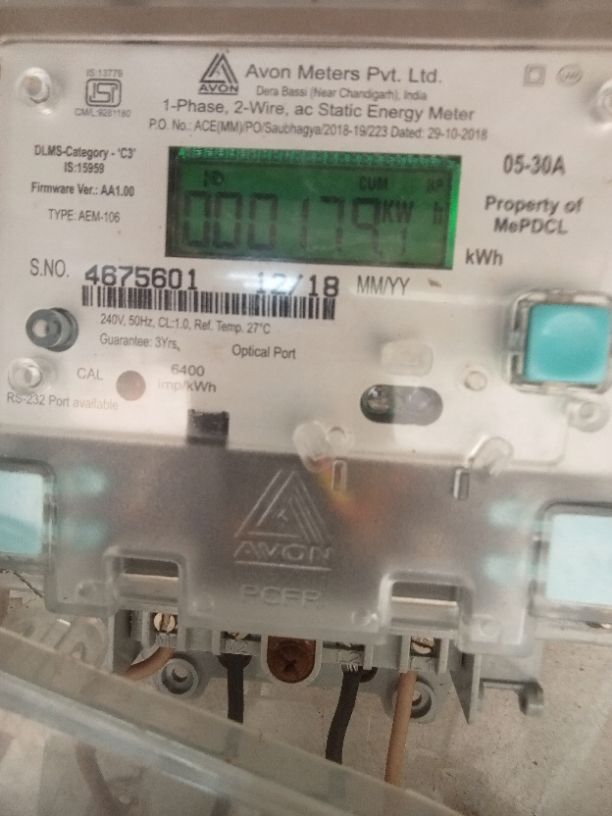 IS:13779
CM/L:9261180
AVON
Avon Meters Pvt. Ltd.
Dera Bassi (Near Chandigarh), India
1-Phase, 2-Wire, ac Static Energy Meter
P.O. No.: ACE(MM)/PO/Saubhagya/2018-19/223 Dated: 29-10-2018
DLMS-Category - 'C3'
IS:15959
Firmware Ver.: AA1.00
TYPE: AEM-106
CUM
KW h
05-30A
Property of
MePDCL
kWh
S.NO. 4675601 12/18 MM/YY
240V, 50Hz, CL:1.0, Ref. Temp. 27°C
Guarantee: 3Yrs.
Optical Port
CAL
6400
imp/kWh
RS-232 Port available
AVON